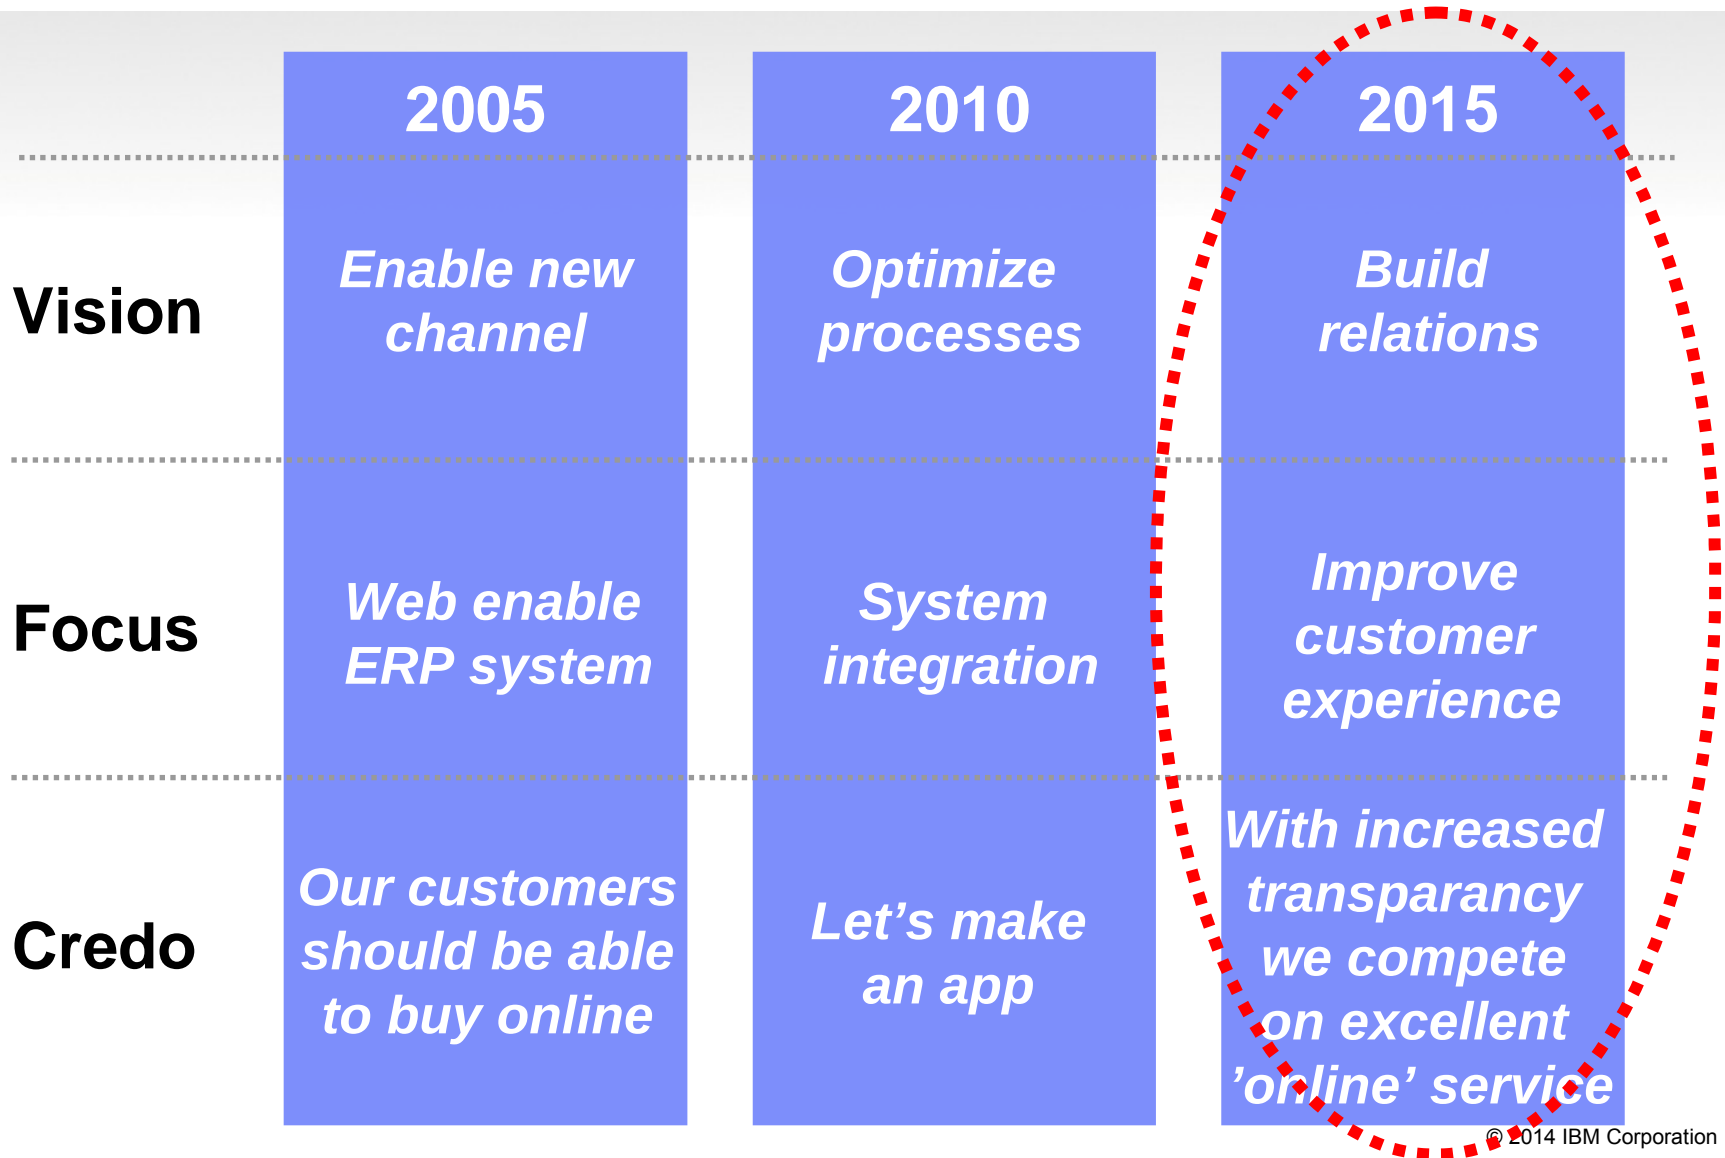 2005
2010
2015
Vision
Enable new
channel
Optimize
processes
Build
relations
Focus
Web enable
ERP system
System
integration
Improve
customer
experience
Credo
Our customers
should be able
to buy online
Let’s make
an app
With increased
transparancy
we compete
on excellent
’online’ service
© 2014 IBM Corporation